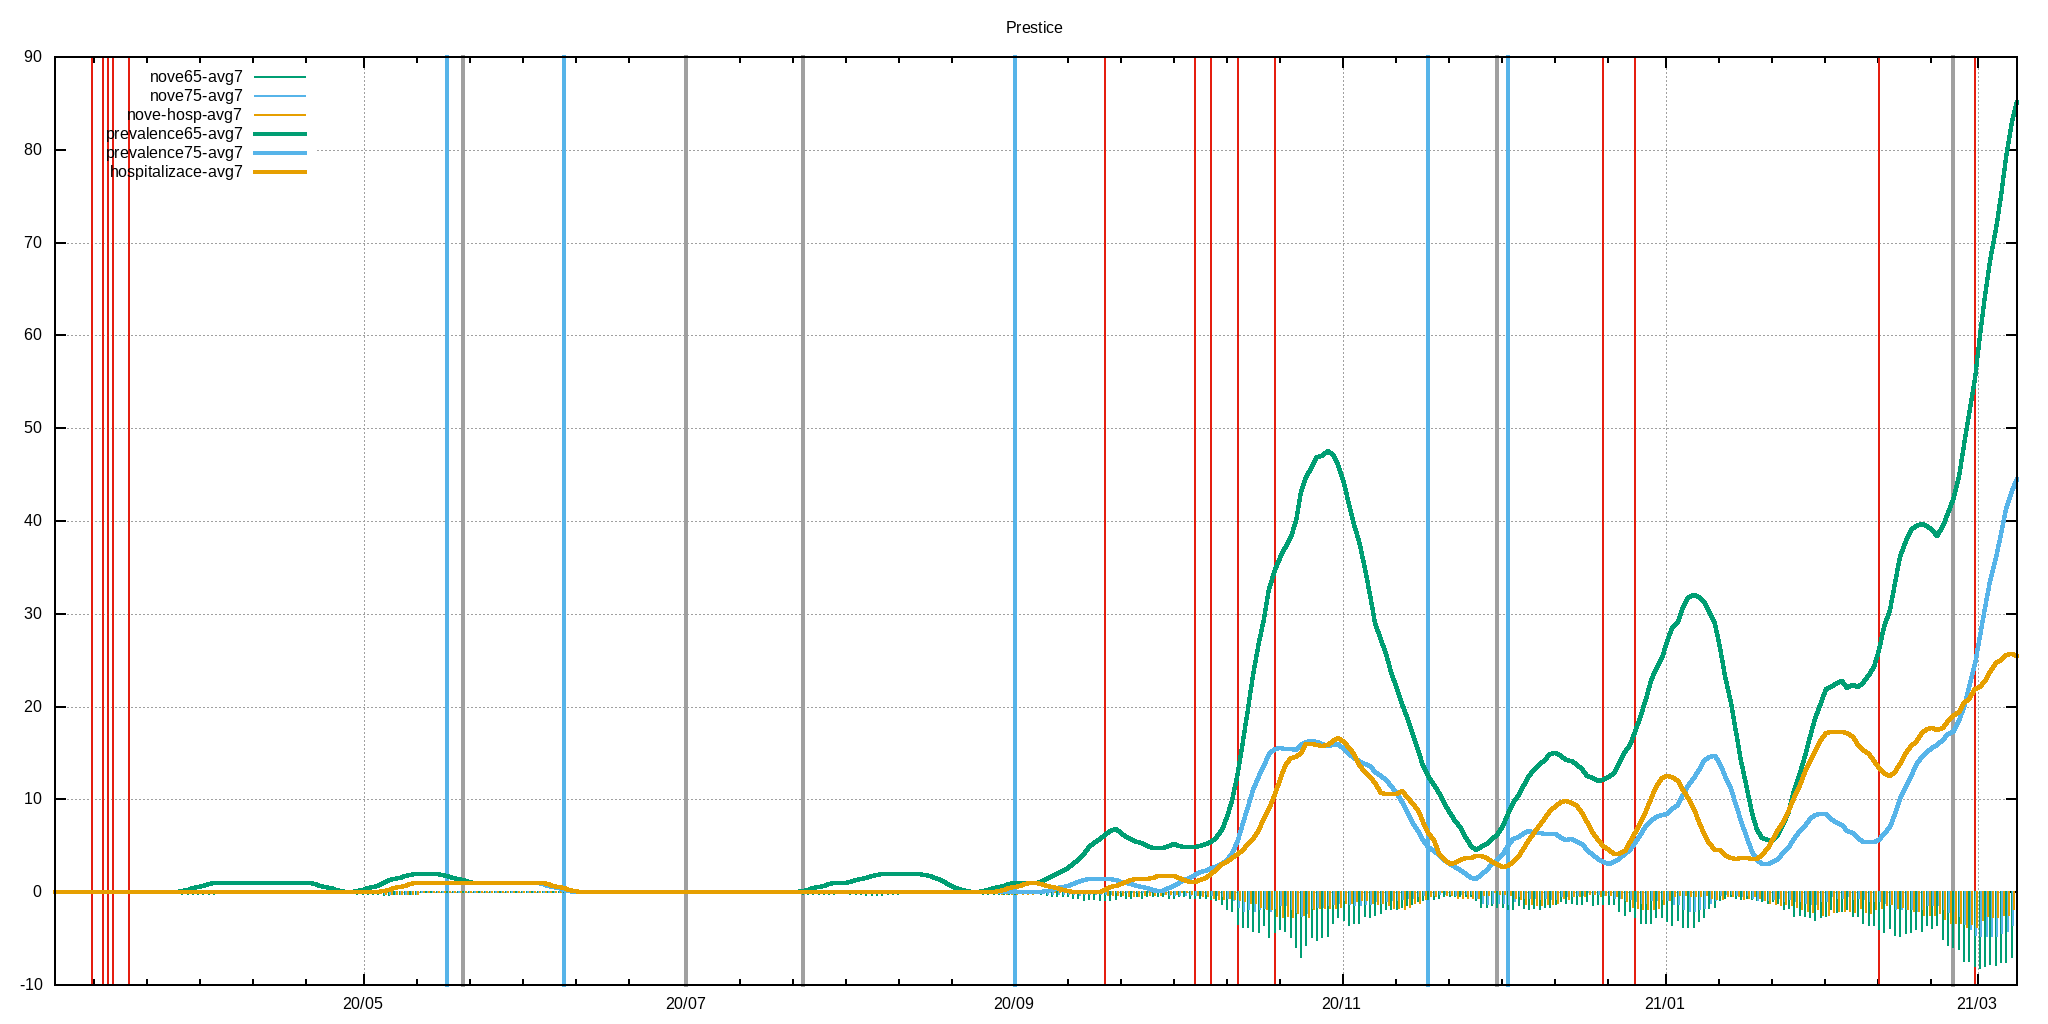 Prestice
90
80
70
60
50
40
30
20
10
0
-10
nove65-avg7
nove75-avg7
nove-hosp-avg7
prevalence65-avg7
prevalence75-avg7
hospitalizace-avg7
20/05 20/07 20/09 20/11 21/01 21/03